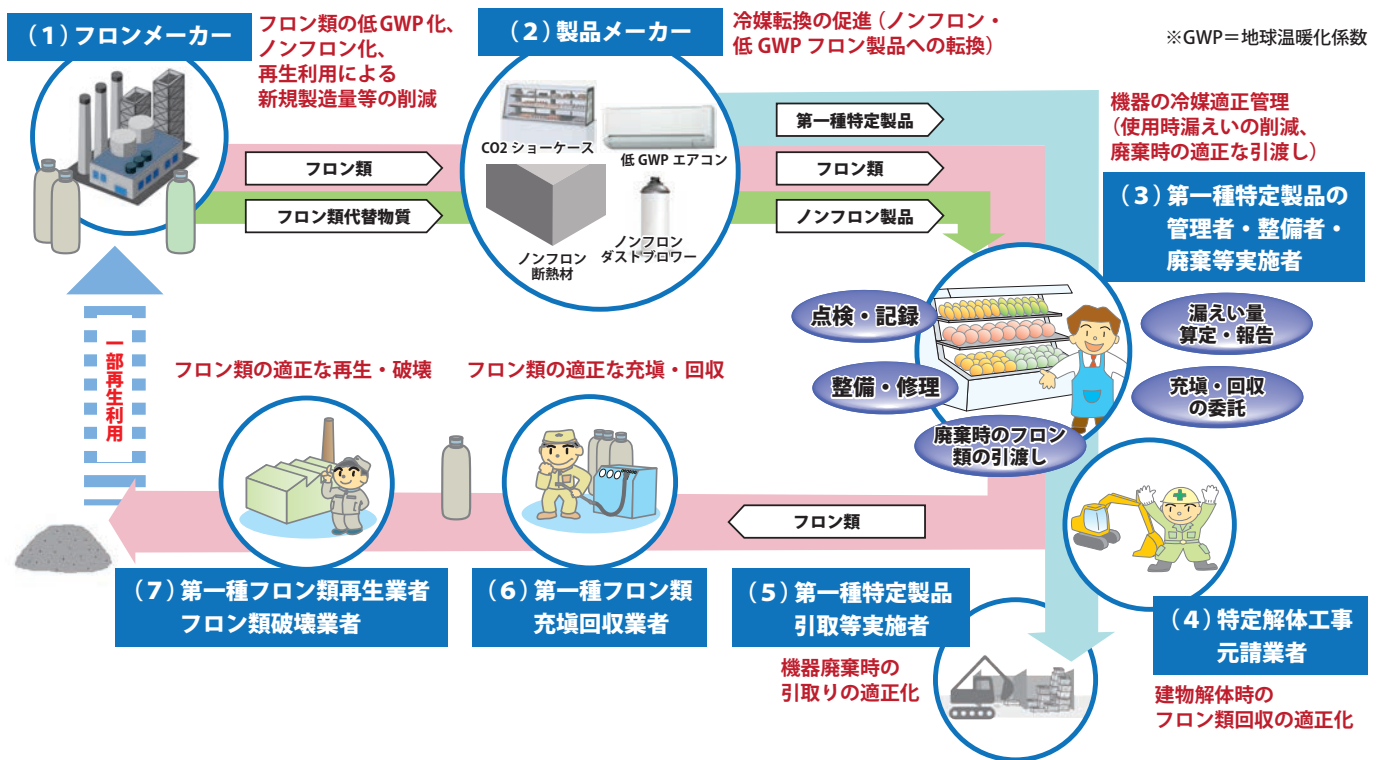 （1）フロンメーカー
フロン類の低GWP化、
ノンフロン化、
再生利用による
新規製造量等の削減
（2）製品メーカー
冷媒転換の促進（ノンフロン・
低 GWP フロン製品への転換）
※GWP＝地球温暖化係数
CO2 ショーケース
低 GWP エアコン
ノンフロン
断熱材
ノンフロン
ダストブロワー
フロン類
フロン類代替物質
第一種特定製品
フロン類
ノンフロン製品
機器の冷媒適正管理
（使用時漏えいの削減、
廃棄時の適正な引渡し）
（3）第一種特定製品の
管理者・整備者・
廃棄等実施者
点検・記録
整備・修理
廃棄時のフロン
類の引渡し
漏えい量
算定・報告
充塡・回収
の委託
（4）特定解体工事
元請業者
建物解体時の
フロン類回収の適正化
（5）第一種特定製品
引取等実施者
機器廃棄時の
引取りの適正化
フロン類
フロン類の適正な充塡・回収
（6）第一種フロン類
充塡回収業者
フロン類の適正な再生・破壊
（7）第一種フロン類再生業者
フロン類破壊業者
一部再生利用